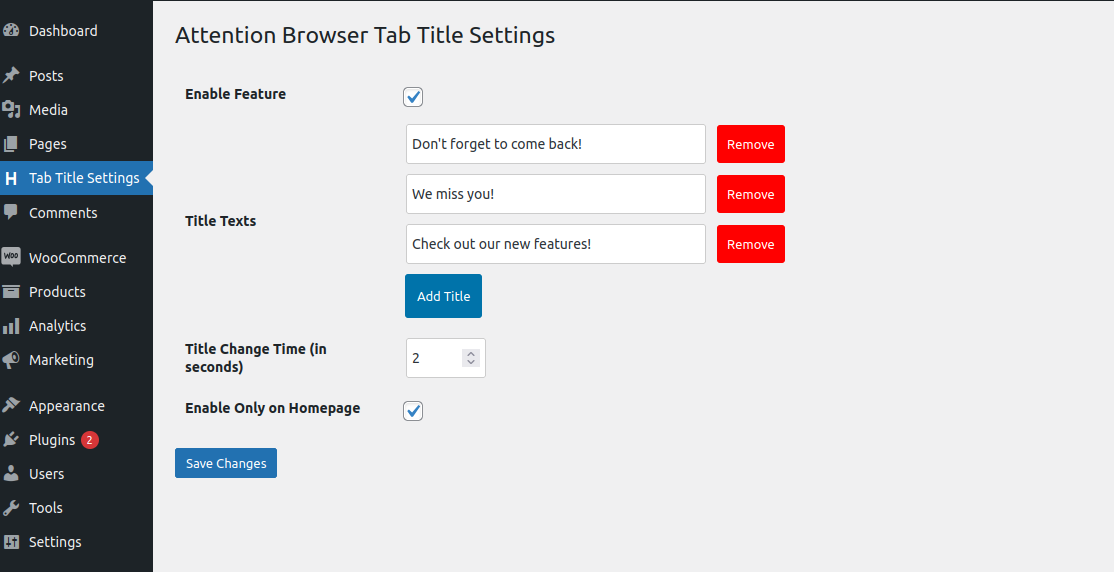 Dashboard
Posts
Media
Pages
H Tab Title Settings
Comments
WOO WooCommerce
Products
Analytics
Marketing
Appearance
Plugins 2
Users
Tools
Settings
Attention Browser Tab Title Settings
Enable Feature
Title Texts
Don't forget to come back! Remove
We miss you! Remove
Check out our new features! Remove
Add Title
Title Change Time (in
seconds)
2
Enable Only on Homepage
Save Changes